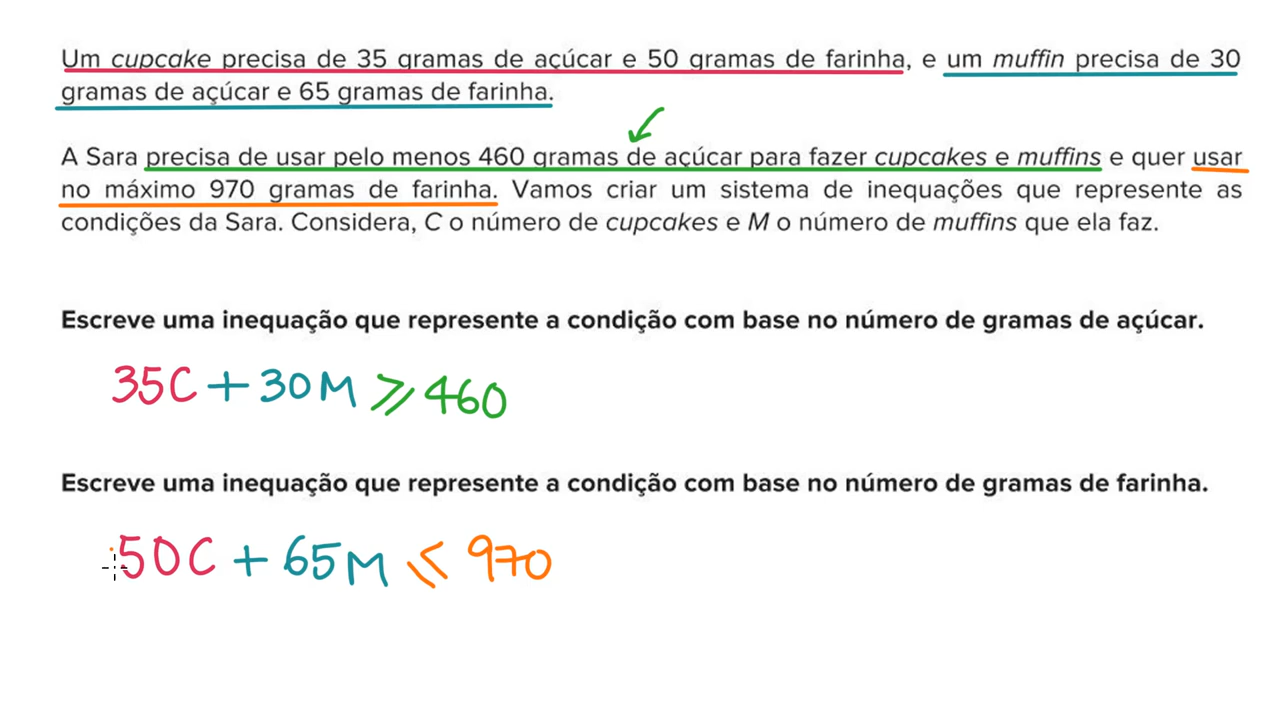 Um cupcake precisa de 35 gramas de açúcar e 50 gramas de farinha, e um muffin precisa de 30
gramas de açúcar e 65 gramas de farinha.
A Sara precisa de usar pelo menos 460 gramas de açúcar para fazer cupcakes e muffins e quer usar
no máximo 970 gramas de farinha. Vamos criar um sistema de inequações que represente as
condições da Sara. Considera, C o número de cupcakes e M o número de muffins que ela faz.
Escreve uma inequação que represente a condição com base no número de gramas de açúcar.
35C + 30M ⩾ 460
Escreve uma inequação que represente a condição com base no número de gramas de farinha.
50C + 65M ⩽ 970